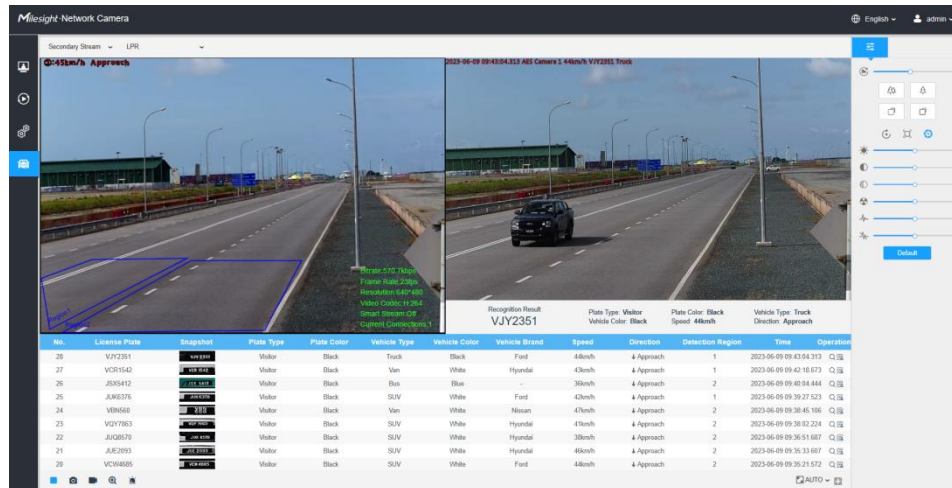 Milesight-Network Camera
English
admin
Secondary Stream LPR
:45km/h Approach
2023-06-09 09:43:04.313 AES Camera 1 44km/h VJY2351 Truck
Region1
Bitrate:570.7kbps
Frame Rate:23fps
Resolution:640*480
Video Codec:H.264
Smart Stream:Off
Current Connections:1
Recognition Result
VJY2351
Plate Type: Visitor Plate Color: Black Vehicle Type: Truck
Vehicle Color: Black Speed: 44km/h Direction: Approach
Default
No. License Plate Snapshot Plate Type Plate Color Vehicle Type Vehicle Color Vehicle Brand Speed Direction Detection Region Time Operation
28 VJY2351 Visitor Black Truck Black Ford 44km/h ↓ Approach 1 2023-06-09 09:43:04.313
27 VCR1542 Visitor Black Van White Hyundai 43km/h ↓ Approach 1 2023-06-09 09:42:18.673
26 JSX5412 Visitor Black Bus Blue - 36km/h ↓ Approach 2 2023-06-09 09:40:04.444
25 JUK6376 Visitor Black SUV White Ford 42km/h ↓ Approach 1 2023-06-09 09:39:27.523
24 VBN560 Visitor Black Van White Nissan 47km/h ↓ Approach 2 2023-06-09 09:38:45.186
23 VQY7863 Visitor Black SUV White Hyundai 41km/h ↓ Approach 2 2023-06-09 09:38:02.224
22 JUQ8570 Visitor Black SUV White Hyundai 38km/h ↓ Approach 2 2023-06-09 09:36:51.687
21 JUE2093 Visitor Black SUV White Hyundai 46km/h ↓ Approach 2 2023-06-09 09:35:33.607
20 VCW4685 Visitor Black SUV White Ford 44km/h ↓ Approach 2 2023-06-09 09:35:21.572
AUTO